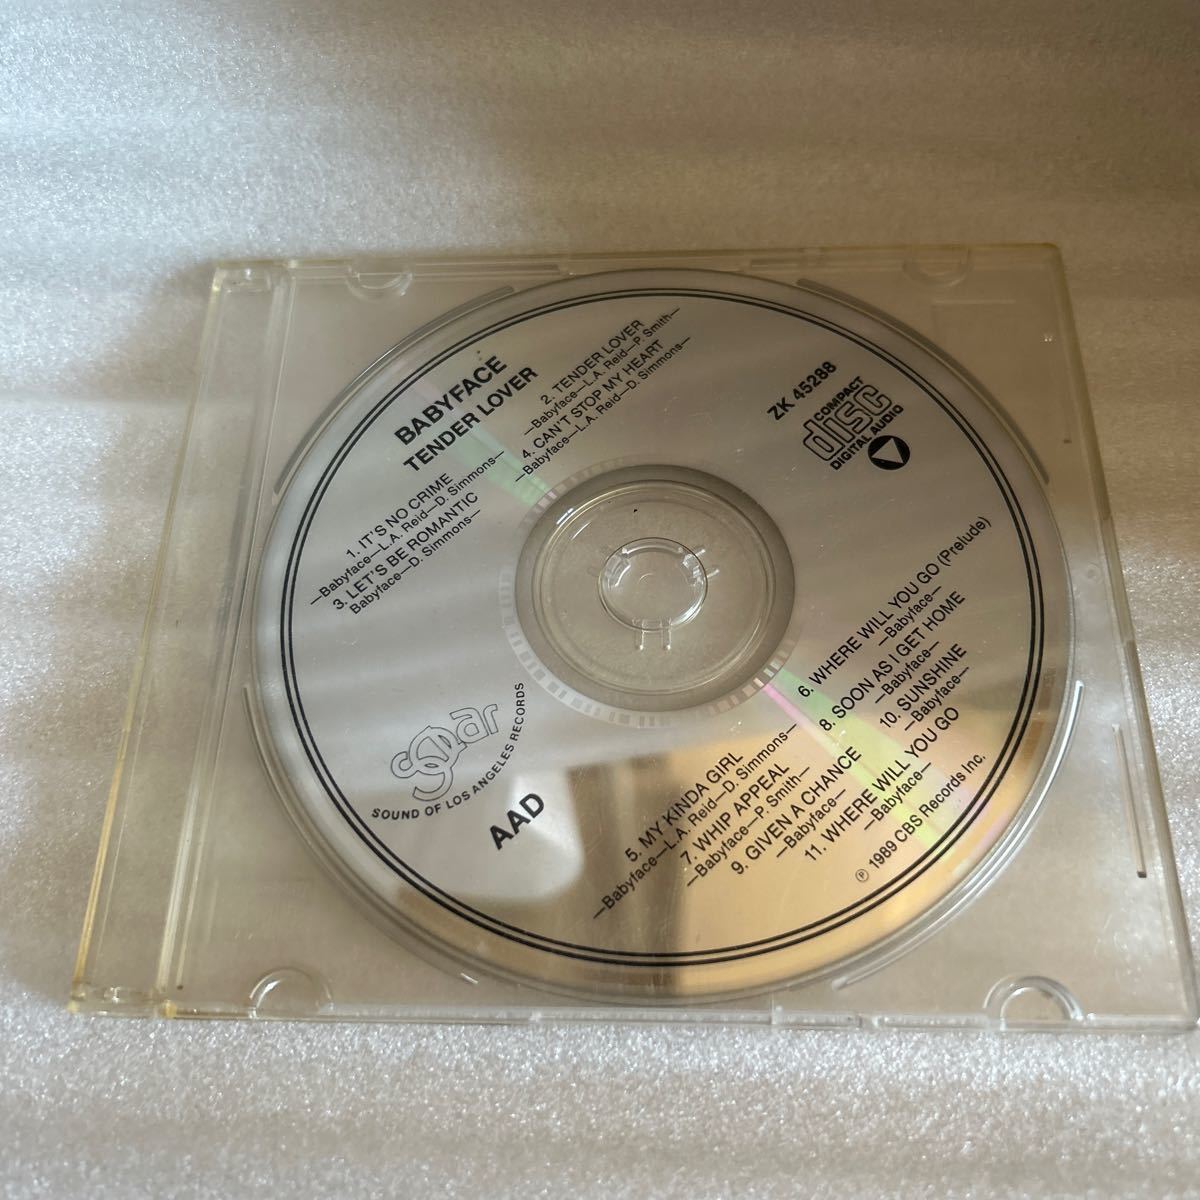 BABYFACE
TENDER LOVER
1. IT'S NO CRIME
—Babyface—L.A. Reid—D. Simmons—
2. TENDER LOVER
—Babyface—L.A. Reid—P. Smith—
3. LET'S BE ROMANTIC
Babyface—D. Simmons—
4. CAN'T STOP MY HEART
—Babyface—L.A. Reid—D. Simmons—
ZK 45288
COMPACT
disc
DIGITAL AUDIO
solar
SOUND OF LOS ANGELES RECORDS
AAD
5. MY KINDA GIRL
—Babyface—L.A. Reid—D. Simmons—
6. WHERE WILL YOU GO (Prelude)
—Babyface—
7. WHIP APPEAL
—Babyface—P. Smith—
8. SOON AS I GET HOME
—Babyface—
9. GIVEN A CHANCE
—Babyface—
10. SUNSHINE
—Babyface—
11. WHERE WILL YOU GO
—Babyface—
℗ 1989 CBS Records Inc.